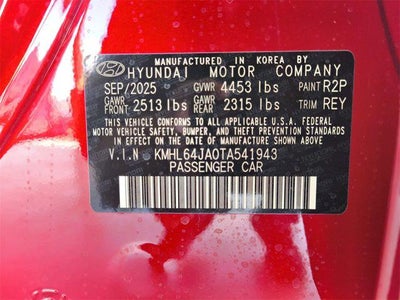 MANUFACTURED IN KOREA BY
HYUNDAI MOTOR COMPANY
SEP/2025 GVWR 4453 lbs PAINT R2P
GAWR FRONT 2513 lbs GAWR REAR 2315 lbs TRIM REY
THIS VEHICLE CONFORMS TO ALL APPLICABLE U.S.A. FEDERAL
MOTOR VEHICLE SAFETY, BUMPER, AND THEFT PREVENTION
STANDARDS IN EFFECT ON THE DATE OF MANUFACTURE
SHOWN ABOVE.
V.I.N KMHL64JA0TA541943
PASSENGER CAR